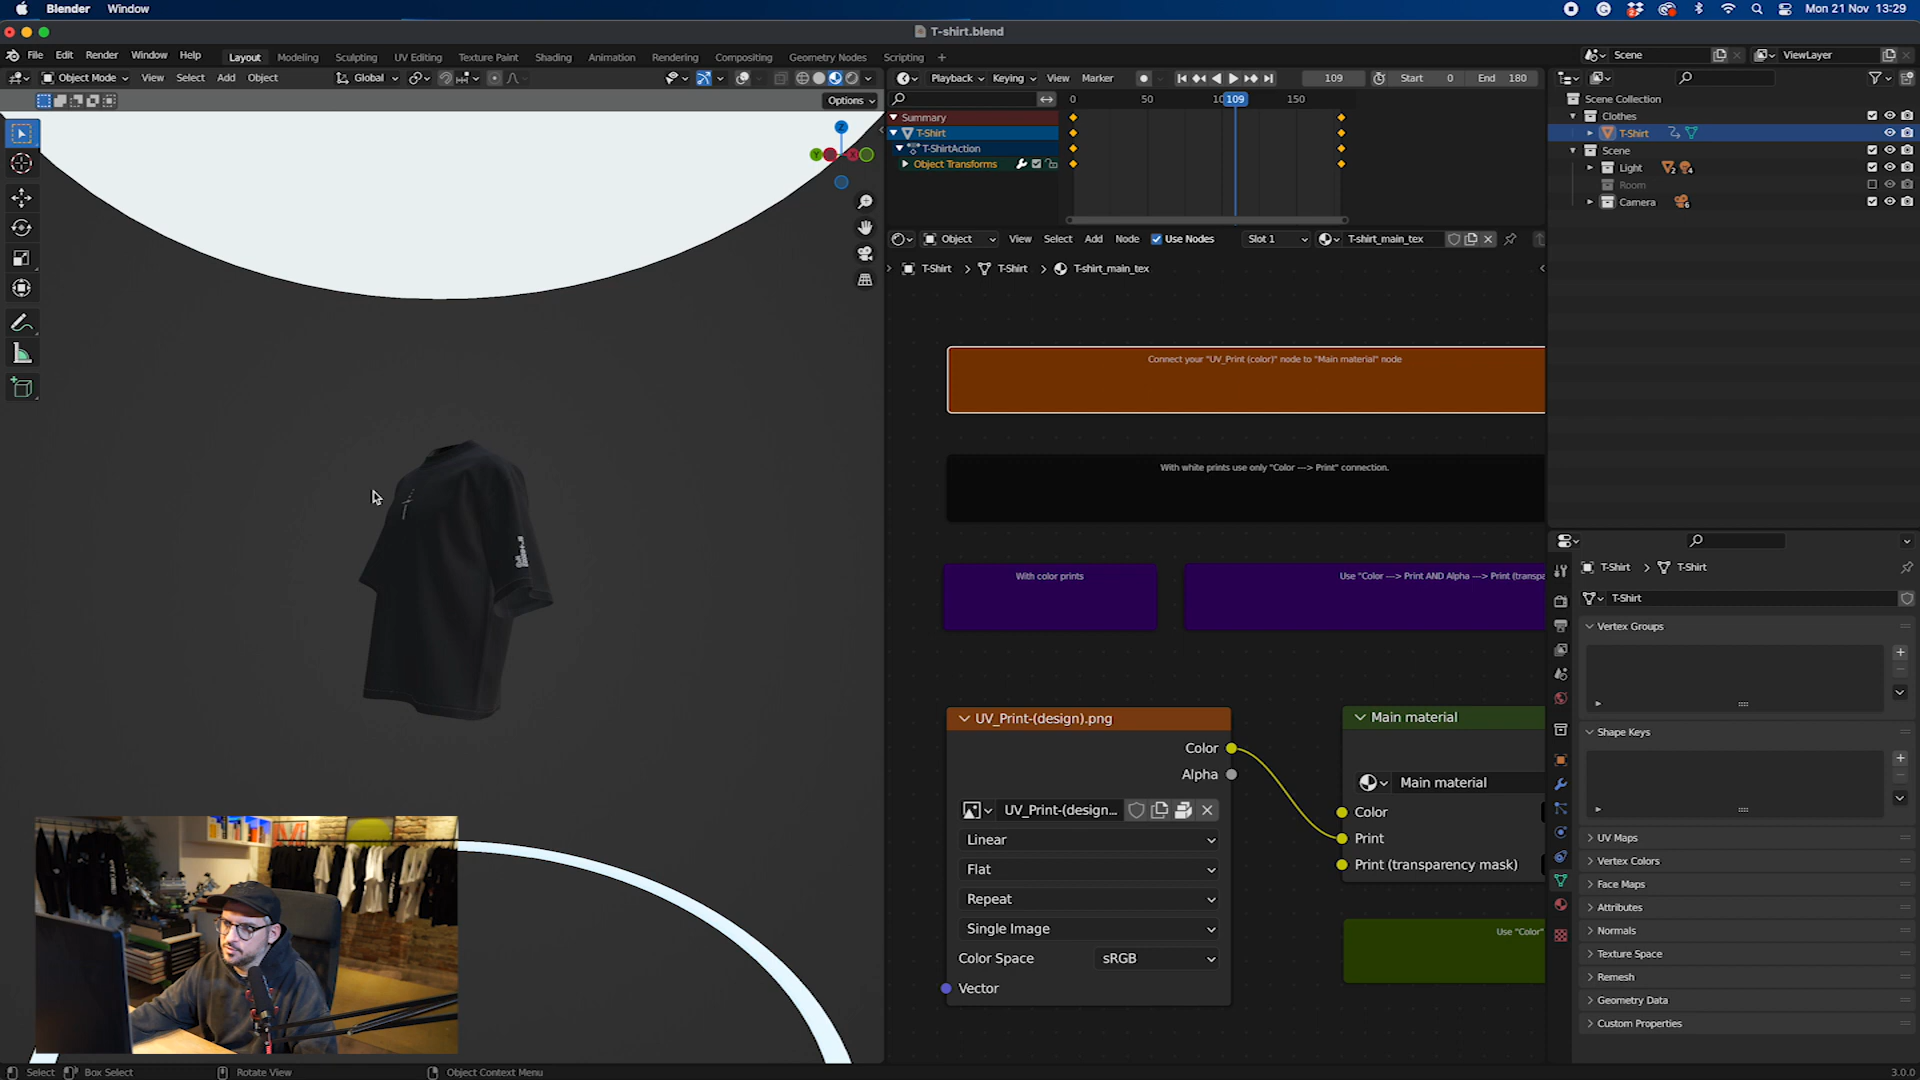 Blender Window
Mon 21 Nov 13:29
T-shirt.blend
File Edit Render Window Help
Layout Modeling Sculpting UV Editing Texture Paint Shading Animation Rendering Compositing Geometry Nodes Scripting +
Scene
ViewLayer
Object Mode View Select Add Object
Global
Playback Keying View Marker
109
Start 0
End 180
Options
0 50 109 150
Summary
T-Shirt
T-ShirtAction
Object Transforms
Scene Collection
Clothes
T-Shirt
Scene
Light 2 4
Room
Camera 6
Object View Select Add Node Use Nodes Slot 1 T-shirt_main_tex
T-Shirt > T-Shirt > T-shirt_main_tex
Connect your "UV_Print (color)" node to "Main material" node
With white prints use only "Color ---> Print" connection.
With color prints
Use "Color ---> Print AND Alpha ---> Print (transpa
UV_Print-(design).png
Color
Alpha
UV_Print-(design...
Linear
Flat
Repeat
Single Image
Color Space sRGB
Vector
Main material
Main material
Color
Print
Print (transparency mask)
Use "Color"
T-Shirt > T-Shirt
T-Shirt
Vertex Groups
Shape Keys
UV Maps
Vertex Colors
Face Maps
Attributes
Normals
Texture Space
Remesh
Geometry Data
Custom Properties
Select Box Select Rotate View Object Context Menu
3.0.0